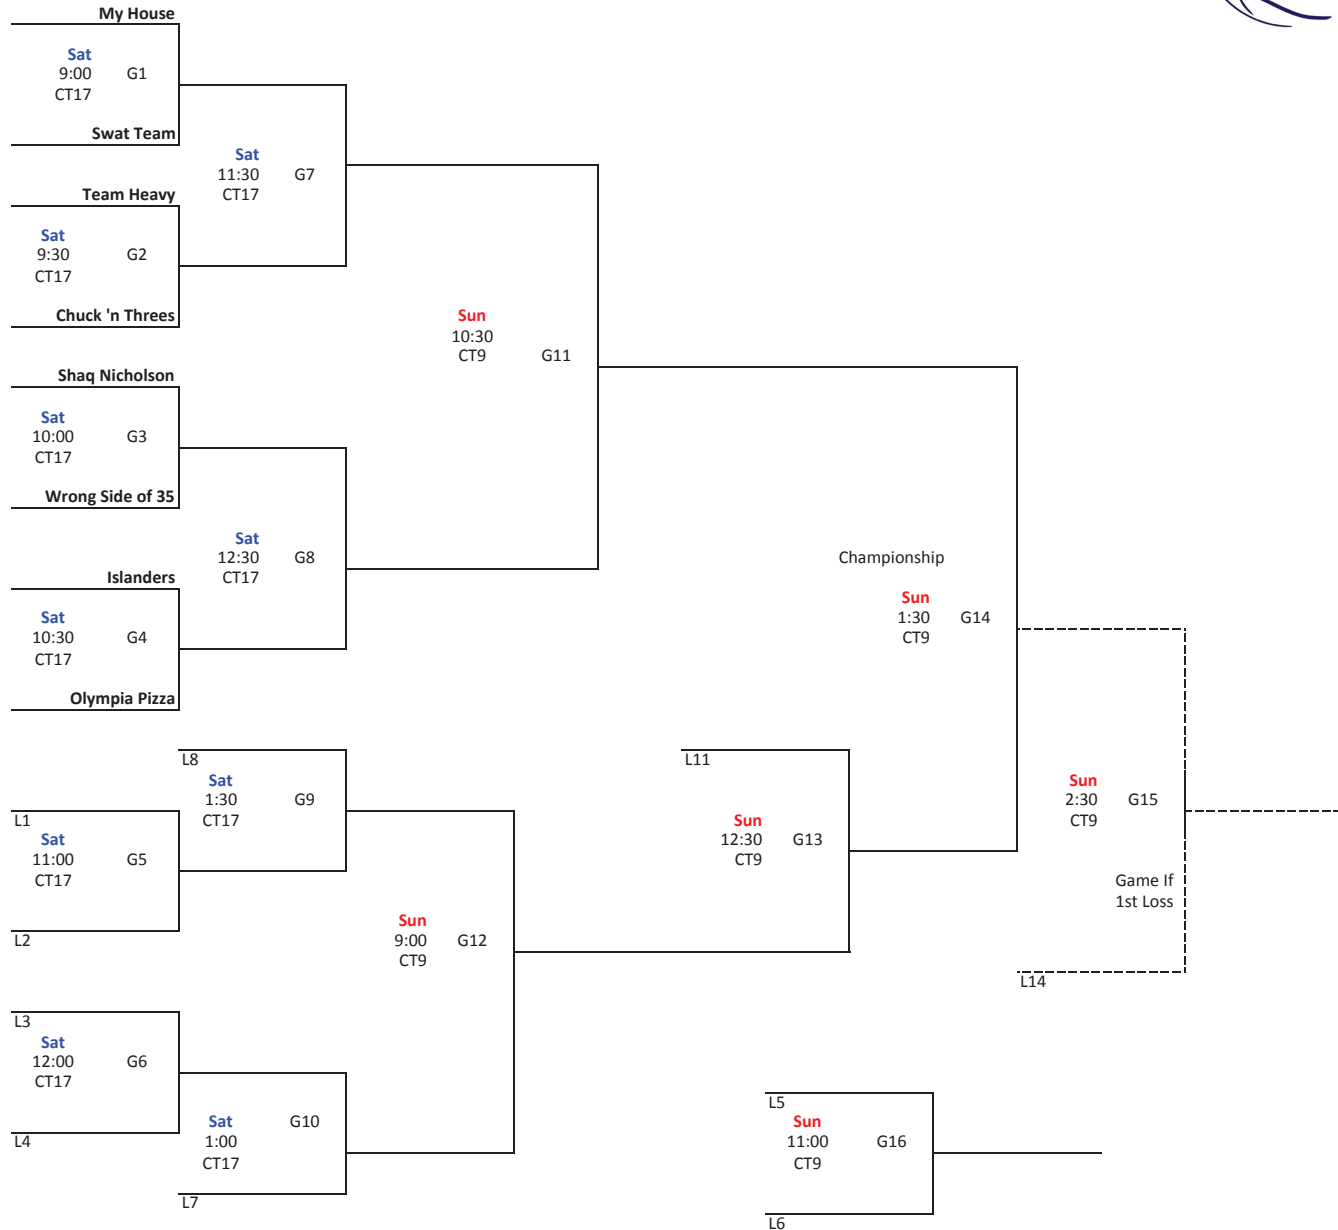 My House
Sat
9:00 G1
CT17
Swat Team
Sat
11:30 G7
CT17
Team Heavy
Sat
9:30 G2
CT17
Chuck 'n Threes
Sun
10:30
CT9 G11
Shaq Nicholson
Sat
10:00 G3
CT17
Wrong Side of 35
Sat
12:30 G8
CT17
Islanders
Sat
10:30 G4
CT17
Olympia Pizza
Championship
Sun
1:30 G14
CT9
L8
Sat
1:30 G9
CT17
L1
Sat
11:00 G5
CT17
L2
L11
Sun
12:30 G13
CT9
Sun
2:30 G15
CT9
Game If
1st Loss
L14
Sun
9:00 G12
CT9
L3
Sat
12:00 G6
CT17
L4
Sat G10
1:00
CT17
L7
L5
Sun
11:00 G16
CT9
L6